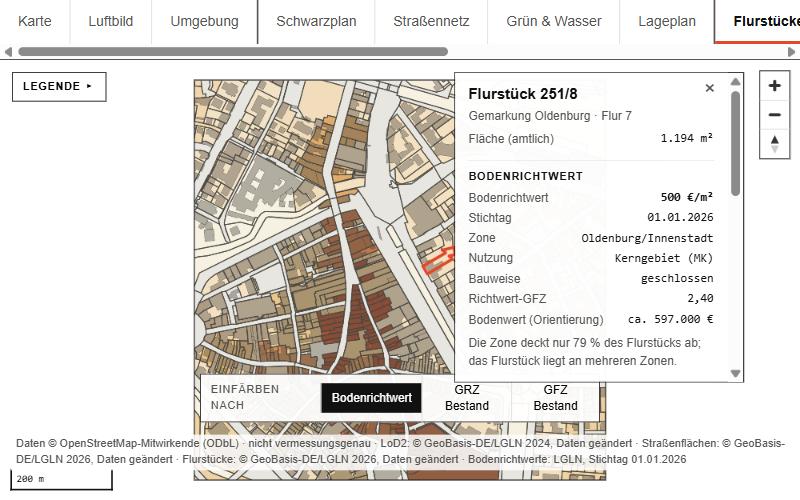 Karte
Luftbild
Umgebung
Schwarzplan
Straßennetz
Grün & Wasser
Lageplan
Flurstücke
LEGENDE
Flurstück 251/8
Gemarkung Oldenburg · Flur 7
Fläche (amtlich) 1.194 m²
BODENRICHTWERT
Bodenrichtwert 500 €/m²
Stichtag 01.01.2026
Zone Oldenburg/Innenstadt
Nutzung Kerngebiet (MK)
Bauweise geschlossen
Richtwert-GFZ 2,40
Bodenwert (Orientierung) ca. 597.000 €
Die Zone deckt nur 79 % des Flurstücks ab;
das Flurstück liegt an mehreren Zonen.
EINFÄRBEN
NACH
Bodenrichtwert
GRZ
Bestand
GFZ
Bestand
Daten © OpenStreetMap-Mitwirkende (ODbL) · nicht vermessungsgenau · LoD2: © GeoBasis-DE/LGLN 2024, Daten geändert · Straßenflächen: © GeoBasis-
DE/LGLN 2026, Daten geändert · Flurstücke: © GeoBasis-DE/LGLN 2026, Daten geändert · Bodenrichtwerte: LGLN, Stichtag 01.01.2026
200 m